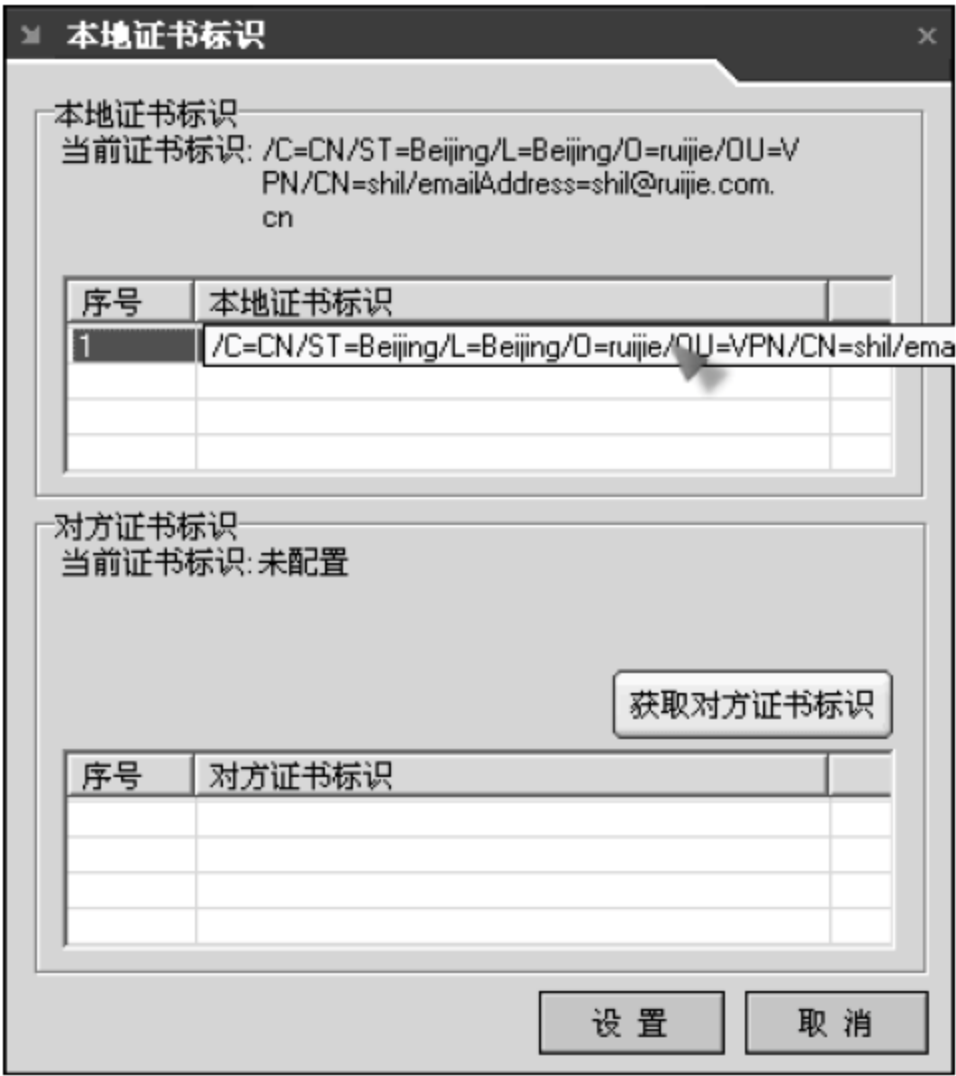 本地证书标识
本地证书标识
当前证书标识: /C=CN/ST=Beijing/L=Beijing/O=ruijie/OU=V
PN/CN=shil/emailAddress=shil@ruijie.com.
cn
序号 本地证书标识
1 /C=CN/ST=Beijing/L=Beijing/O=ruijie/OU=VPN/CN=shil/ema
对方证书标识
当前证书标识: 未配置
获取对方证书标识
序号 对方证书标识
设 置 取 消